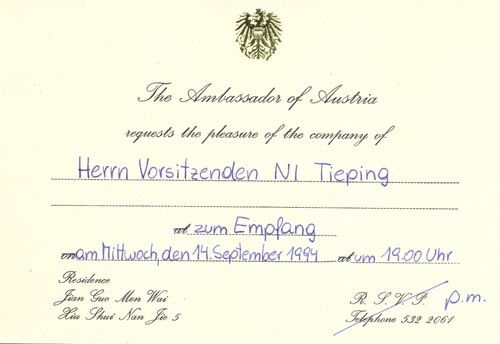 The Ambassador of Austria
requests the pleasure of the company of
Herrn Vorsitzenden NI Tieping
at zum Empfang
on am Mittwoch, den 14. September 1994 at um 19.00 Uhr
Residence
Jian Guo Men Wai
Xiu Shui Nan Jie 5
R. S. V. P. p.m.
Telephone 532 2061